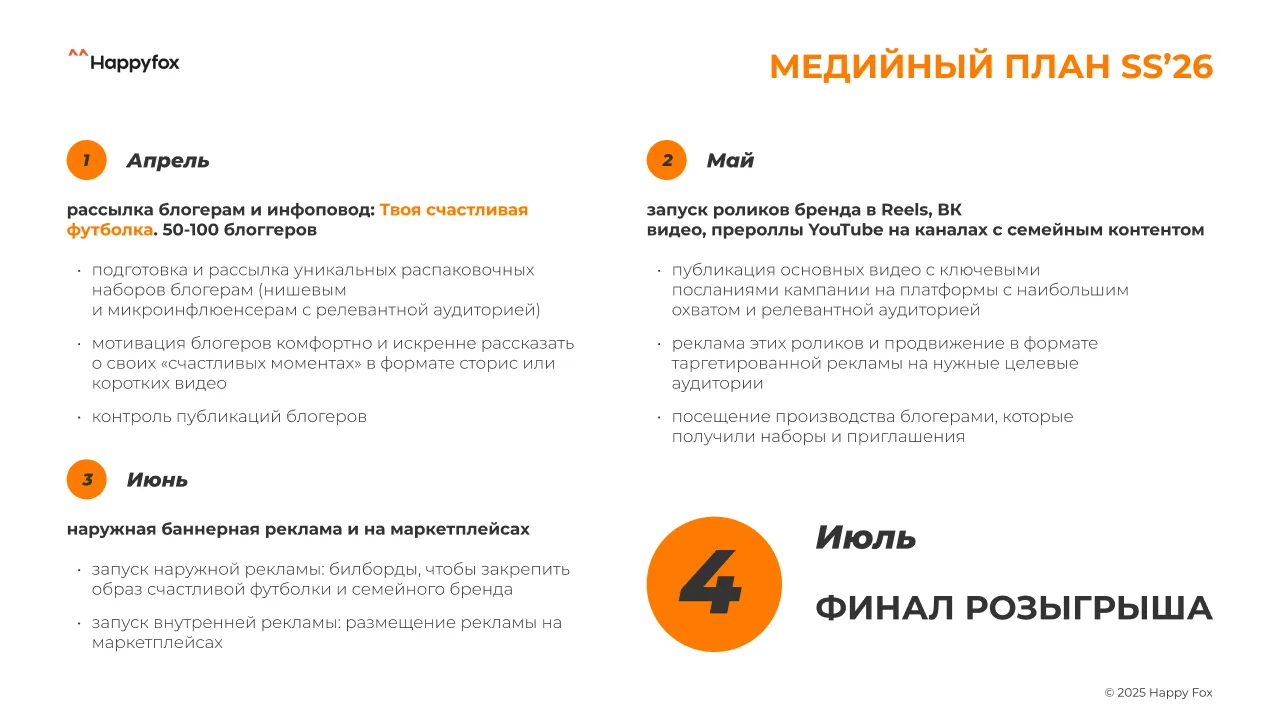 ^^Happyfox
МЕДИЙНЫЙ ПЛАН SS’26
1 Апрель
рассылка блогерам и инфоповод: Твоя счастливая
футболка. 50-100 блоггеров
· подготовка и рассылка уникальных распаковочных
наборов блогерам (нишевым
и микроинфлюенсерам с релевантной аудиторией)
· мотивация блогеров комфортно и искренне рассказать
о своих «счастливых моментах» в формате сторис или
коротких видео
· контроль публикаций блогеров
2 Май
запуск роликов бренда в Reels, ВК
видео, прероллы YouTube на каналах с семейным контентом
· публикация основных видео с ключевыми
посланиями кампании на платформы с наибольшим
охватом и релевантной аудиторией
· реклама этих роликов и продвижение в формате
таргетированной рекламы на нужные целевые
аудитории
· посещение производства блогерами, которые
получили наборы и приглашения
3 Июнь
наружная баннерная реклама и на маркетплейсах
· запуск наружной рекламы: билборды, чтобы закрепить
образ счастливой футболки и семейного бренда
· запуск внутренней рекламы: размещение рекламы на
маркетплейсах
4
Июль
ФИНАЛ РОЗЫГРЫША
© 2025 Happy Fox